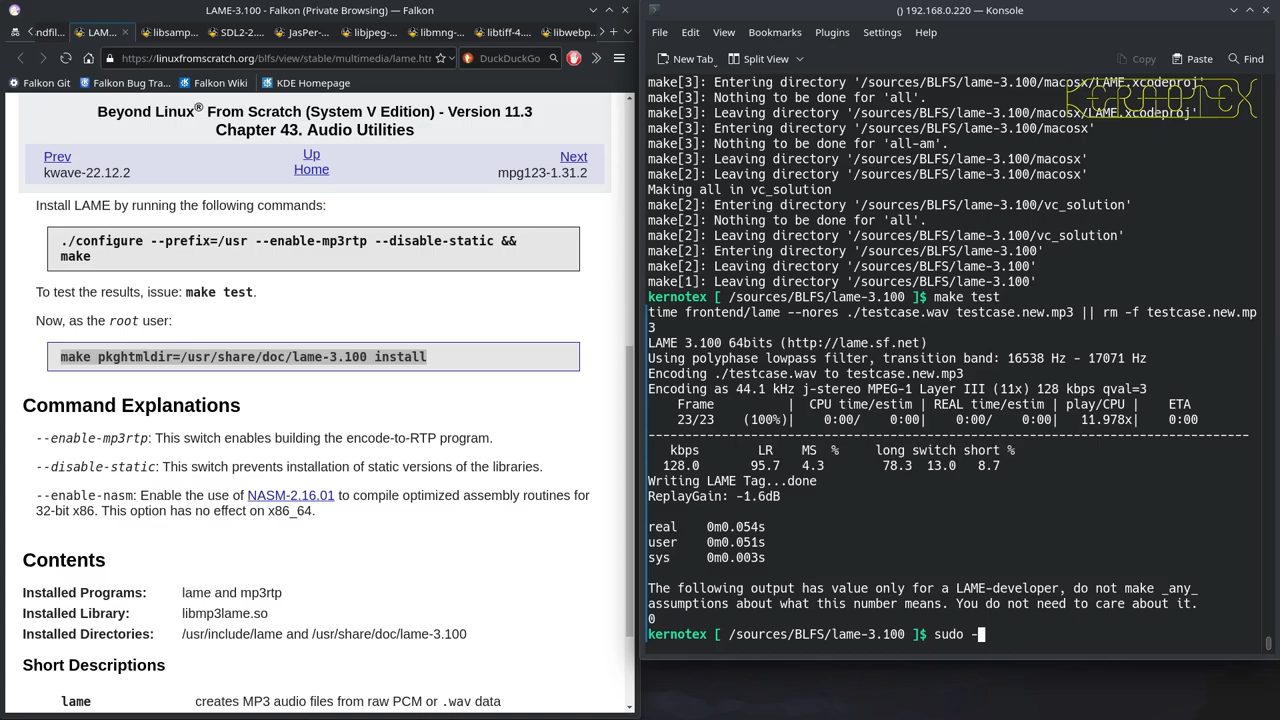 LAME-3.100 - Falkon (Private Browsing) — Falkon
() 192.168.0.220 — Konsole
ndfil...
LAM...
libsamp...
SDL2-2....
JasPer-...
libjpeg-...
libmng-...
libtiff-4....
libwebp...
https://linuxfromscratch.org/blfs/view/stable/multimedia/lame.ht
DuckDuckGo
Falkon Git
Falkon Bug Tra...
Falkon Wiki
KDE Homepage
Beyond Linux® From Scratch (System V Edition) - Version 11.3
Chapter 43. Audio Utilities
Prev
Up
Next
kwave-22.12.2
Home
mpg123-1.31.2
Install LAME by running the following commands:
./configure --prefix=/usr --enable-mp3rtp --disable-static &&
make
To test the results, issue: make test.
Now, as the root user:
make pkghtmldir=/usr/share/doc/lame-3.100 install
Command Explanations
--enable-mp3rtp: This switch enables building the encode-to-RTP program.
--disable-static: This switch prevents installation of static versions of the libraries.
--enable-nasm: Enable the use of NASM-2.16.01 to compile optimized assembly routines for
32-bit x86. This option has no effect on x86_64.
Contents
Installed Programs: lame and mp3rtp
Installed Library: libmp3lame.so
Installed Directories: /usr/include/lame and /usr/share/doc/lame-3.100
Short Descriptions
lame creates MP3 audio files from raw PCM or .wav data
File Edit View Bookmarks Plugins Settings Help
New Tab Split View Copy Paste Find
make[3]: Entering directory '/sources/BLFS/lame-3.100/macosx/LAME.xcodeproj'
make[3]: Nothing to be done for 'all'.
make[3]: Leaving directory '/sources/BLFS/lame-3.100/macosx/LAME.xcodeproj'
make[3]: Entering directory '/sources/BLFS/lame-3.100/macosx'
make[3]: Nothing to be done for 'all-am'.
make[3]: Leaving directory '/sources/BLFS/lame-3.100/macosx'
make[2]: Leaving directory '/sources/BLFS/lame-3.100/macosx'
Making all in vc_solution
make[2]: Entering directory '/sources/BLFS/lame-3.100/vc_solution'
make[2]: Nothing to be done for 'all'.
make[2]: Leaving directory '/sources/BLFS/lame-3.100/vc_solution'
make[2]: Entering directory '/sources/BLFS/lame-3.100'
make[2]: Leaving directory '/sources/BLFS/lame-3.100'
make[1]: Leaving directory '/sources/BLFS/lame-3.100'
kernotex [ /sources/BLFS/lame-3.100 ]$ make test
time frontend/lame --nores ./testcase.wav testcase.new.mp3 || rm -f testcase.new.mp
3
LAME 3.100 64bits (http://lame.sf.net)
Using polyphase lowpass filter, transition band: 16538 Hz - 17071 Hz
Encoding ./testcase.wav to testcase.new.mp3
Encoding as 44.1 kHz j-stereo MPEG-1 Layer III (11x) 128 kbps qval=3
Frame | CPU time/estim | REAL time/estim | play/CPU | ETA
23/23 (100%)| 0:00/ 0:00| 0:00/ 0:00| 11.978x| 0:00
-------------------------------------------------------------------------------
kbps LR MS % long switch short %
128.0 95.7 4.3 78.3 13.0 8.7
Writing LAME Tag...done
ReplayGain: -1.6dB
real 0m0.054s
user 0m0.051s
sys 0m0.003s
The following output has value only for a LAME-developer, do not make _any_
assumptions about what this number means. You do not need to care about it.
0
kernotex [ /sources/BLFS/lame-3.100 ]$ sudo -
KERNOTEX